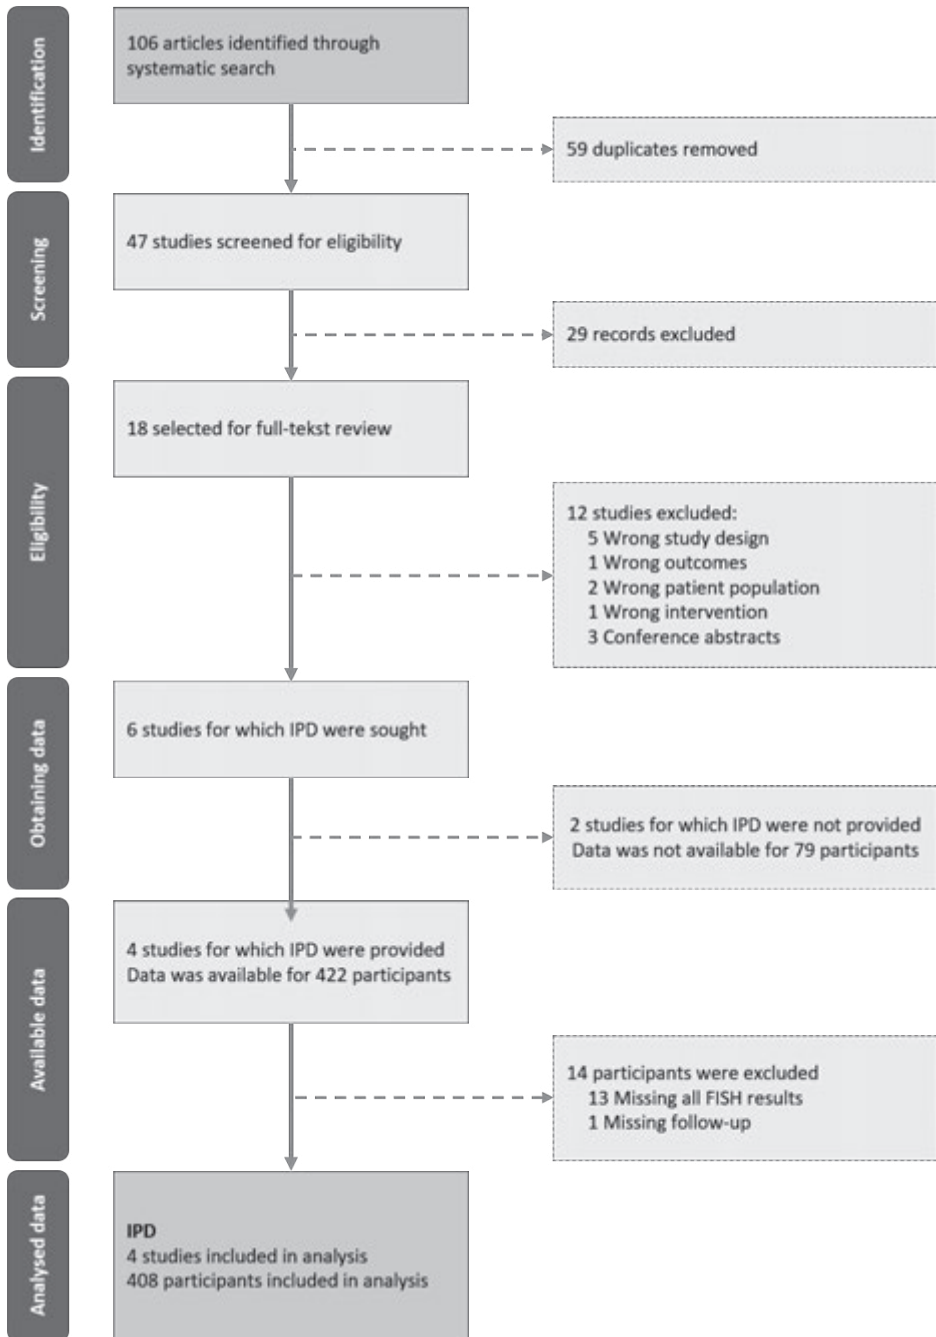 Identification
106 articles identified through
systematic search
59 duplicates removed
Screening
47 studies screened for eligibility
29 records excluded
Eligibility
18 selected for full-tekst review
12 studies excluded:
5 Wrong study design
1 Wrong outcomes
2 Wrong patient population
1 Wrong intervention
3 Conference abstracts
Obtaining data
6 studies for which IPD were sought
2 studies for which IPD were not provided
Data was not available for 79 participants
Available data
4 studies for which IPD were provided
Data was available for 422 participants
14 participants were excluded
13 Missing all FISH results
1 Missing follow-up
Analysed data
IPD
4 studies included in analysis
408 participants included in analysis